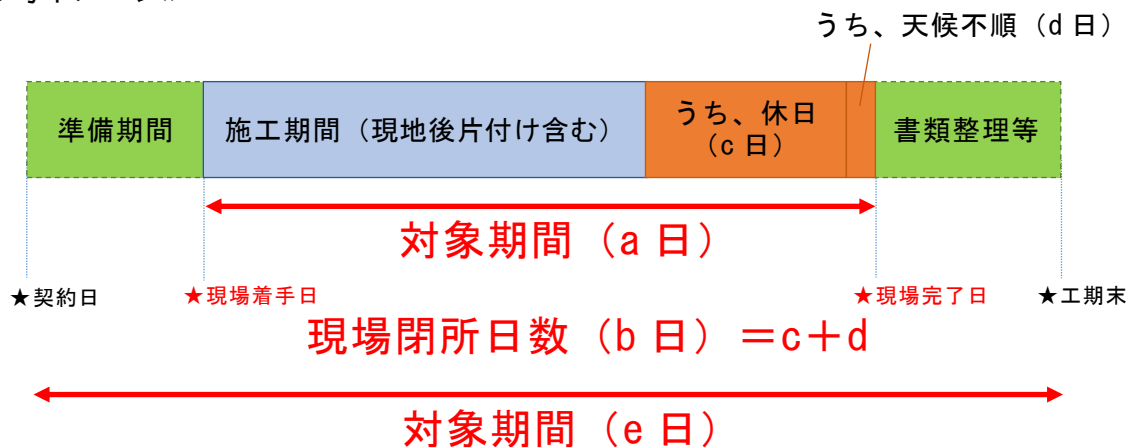 うち、天候不順（d 日）
準備期間
施工期間（現地後片付け含む）
うち、休日
（c 日）
書類整理等
対象期間（a 日）
★契約日
★現場着手日
★現場完了日
★工期末
現場閉所日数（b 日）＝c＋d
対象期間（e 日）